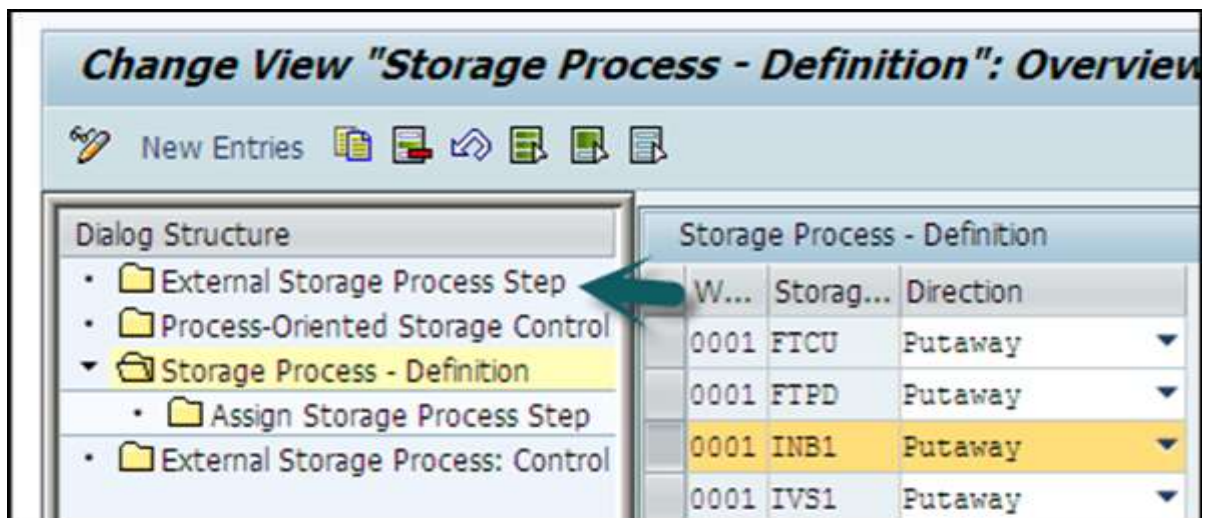 Change View "Storage Process - Definition": Overview
New Entries
Dialog Structure
External Storage Process Step
Process-Oriented Storage Control
Storage Process - Definition
Assign Storage Process Step
External Storage Process: Control
Storage Process - Definition
W... Storag... Direction
0001 FTCU Putaway
0001 FTPD Putaway
0001 INB1 Putaway
0001 IVS1 Putaway